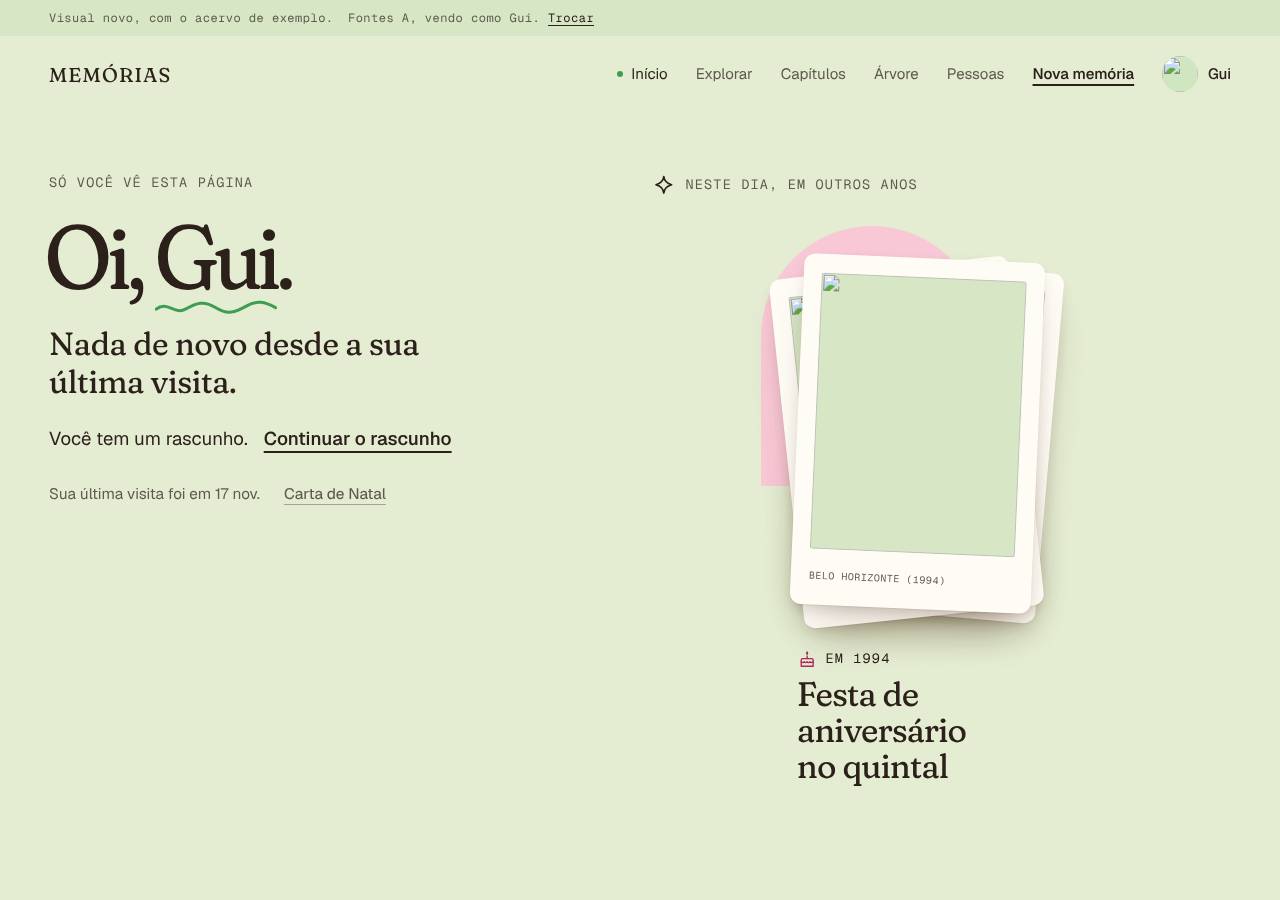 Visual novo, com o acervo de exemplo. Fontes A, vendo como Gui. Trocar
MEMÓRIAS
Início
Explorar
Capítulos
Árvore
Pessoas
Nova memória
Gui
SÓ VOCÊ VÊ ESTA PÁGINA
Oi, Gui.
Nada de novo desde a sua
última visita.
Você tem um rascunho. Continuar o rascunho
Sua última visita foi em 17 nov. Carta de Natal
NESTE DIA, EM OUTROS ANOS
BELO HORIZONTE (1994)
EM 1994
Festa de
aniversário
no quintal